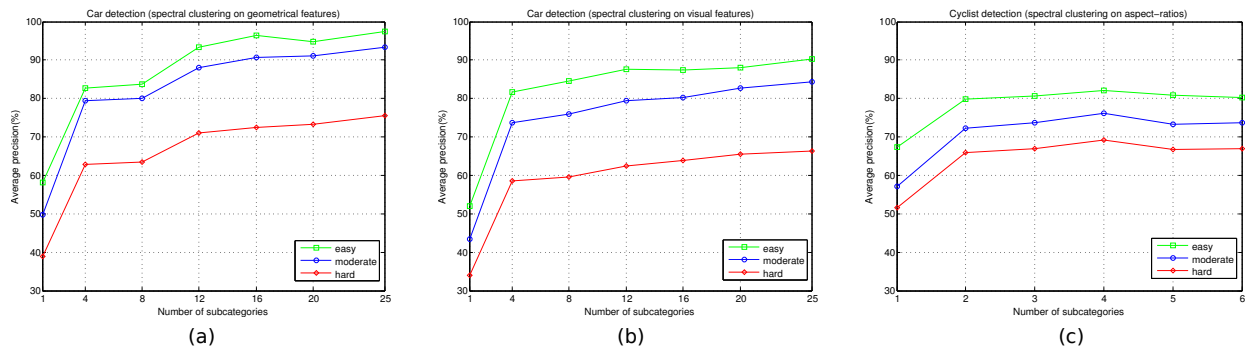 Car detection (spectral clustering on geometrical features)
Average precision(%)
100
90
80
70
60
50
40
30
easy
moderate
hard
1 4 8 12 16 20 25
Number of subcategories
(a)
Car detection (spectral clustering on visual features)
Average precision(%)
100
90
80
70
60
50
40
30
easy
moderate
hard
1 4 8 12 16 20 25
Number of subcategories
(b)
Cyclist detection (spectral clustering on aspect−ratios)
Average precision(%)
100
90
80
70
60
50
40
30
easy
moderate
hard
1 2 3 4 5 6
Number of subcategories
(c)